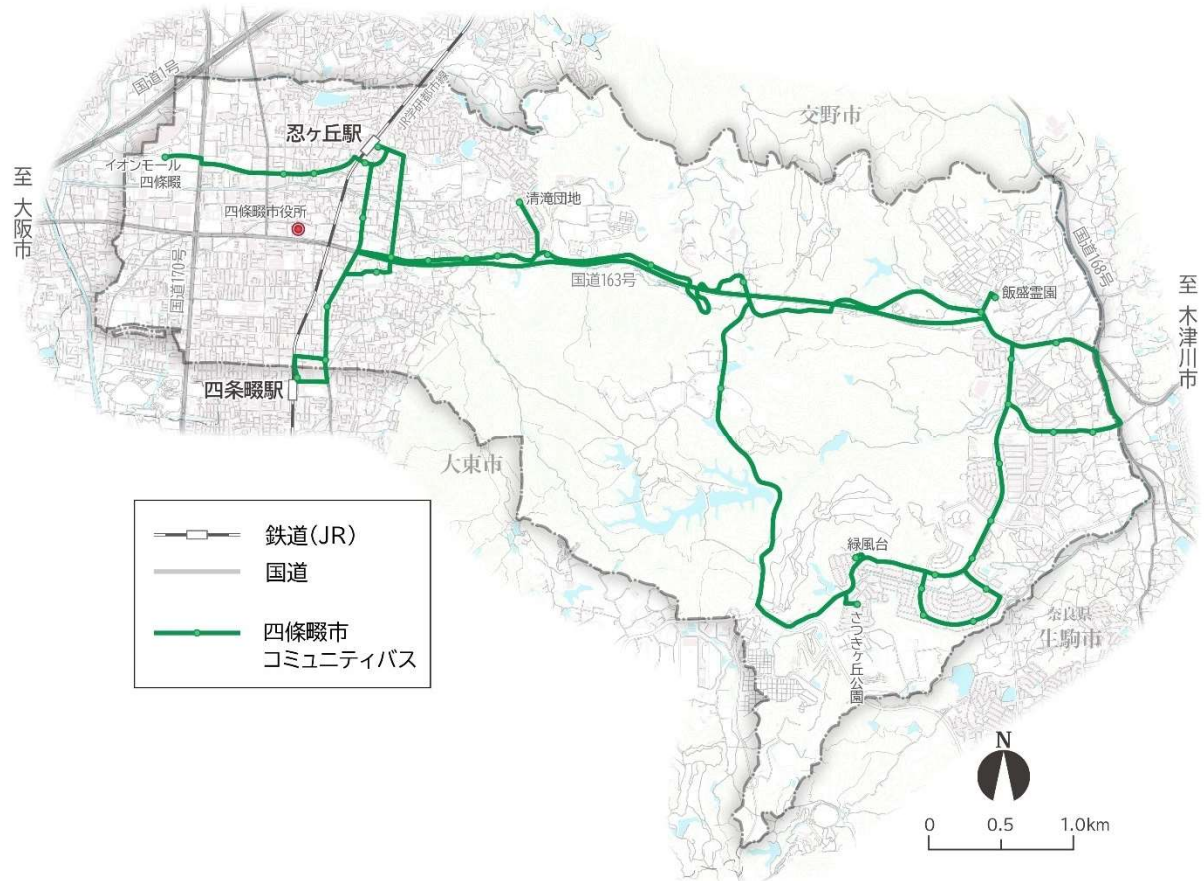 国道1号
JR学研都市線
交野市
忍ヶ丘駅
イオンモール
四條畷
至 大阪市
四條畷市役所
清滝団地
国道168号
国道170号
国道163号
飯盛霊園
至 木津川市
四条畷駅
大東市
鉄道(JR)
国道
四條畷市
コミュニティバス
緑風台
さつきヶ丘公園
奈良県
生駒市
N
0 0.5 1.0km